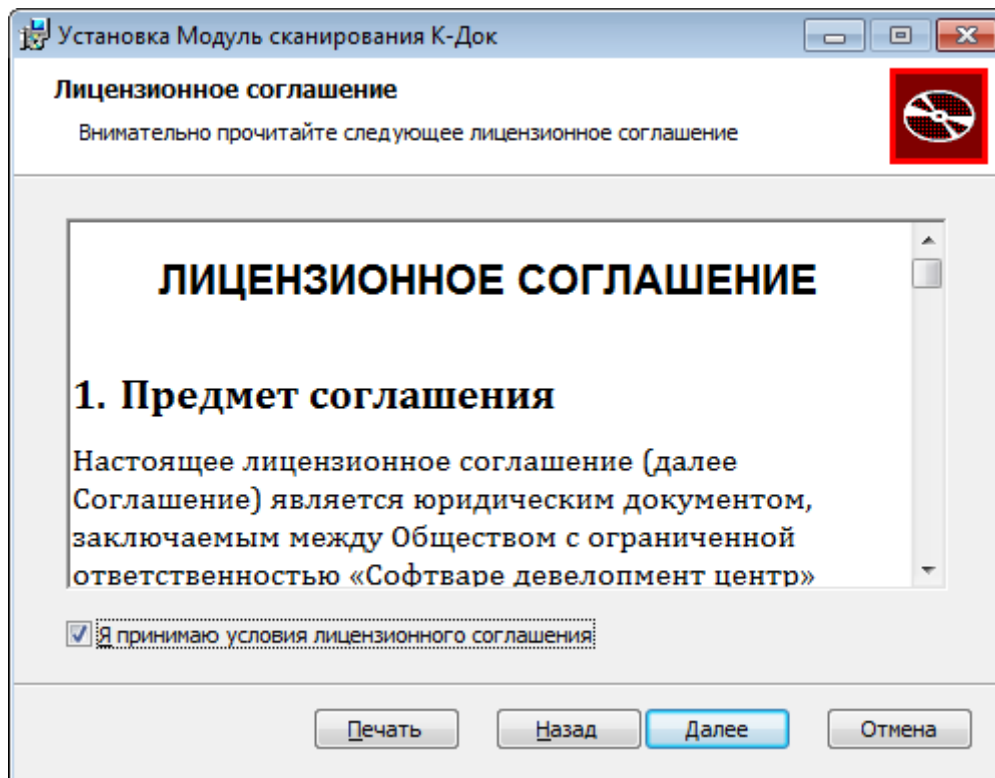 Установка Модуль сканирования К-Док
Лицензионное соглашение
Внимательно прочитайте следующее лицензионное соглашение
ЛИЦЕНЗИОННОЕ СОГЛАШЕНИЕ
1. Предмет соглашения
Настоящее лицензионное соглашение (далее
Соглашение) является юридическим документом,
заключаемым между Обществом с ограниченной
ответственностью «Софтваре девелопмент центр»
Я принимаю условия лицензионного соглашения
Печать Назад Далее Отмена